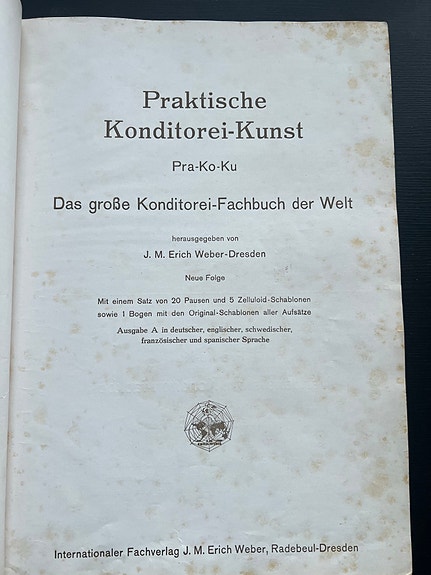 Praktische
Konditorei-Kunst
Pra-Ko-Ku
Das große Konditorei-Fachbuch der Welt
herausgegeben von
J. M. Erich Weber-Dresden
Neue Folge
Mit einem Satz von 20 Pausen und 5 Zelluloid-Schablonen
sowie 1 Bogen mit den Original-Schablonen aller Aufsätze
Ausgabe A in deutscher, englischer, schwedischer,
französischer und spanischer Sprache
Internationaler Fachverlag J. M. Erich Weber, Radebeul-Dresden